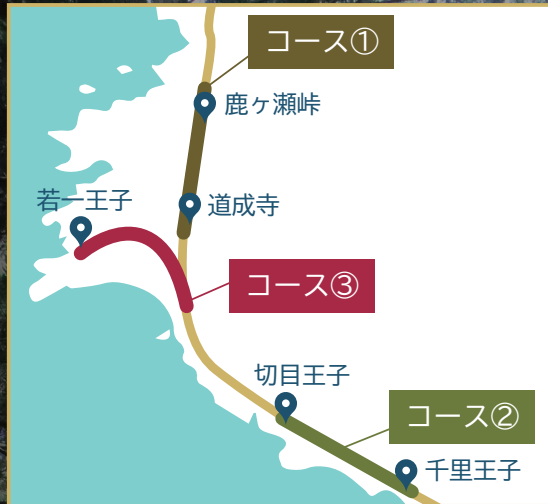 コース①
鹿ヶ瀬峠
若一王子
道成寺
コース③
切目王子
コース②
千里王子